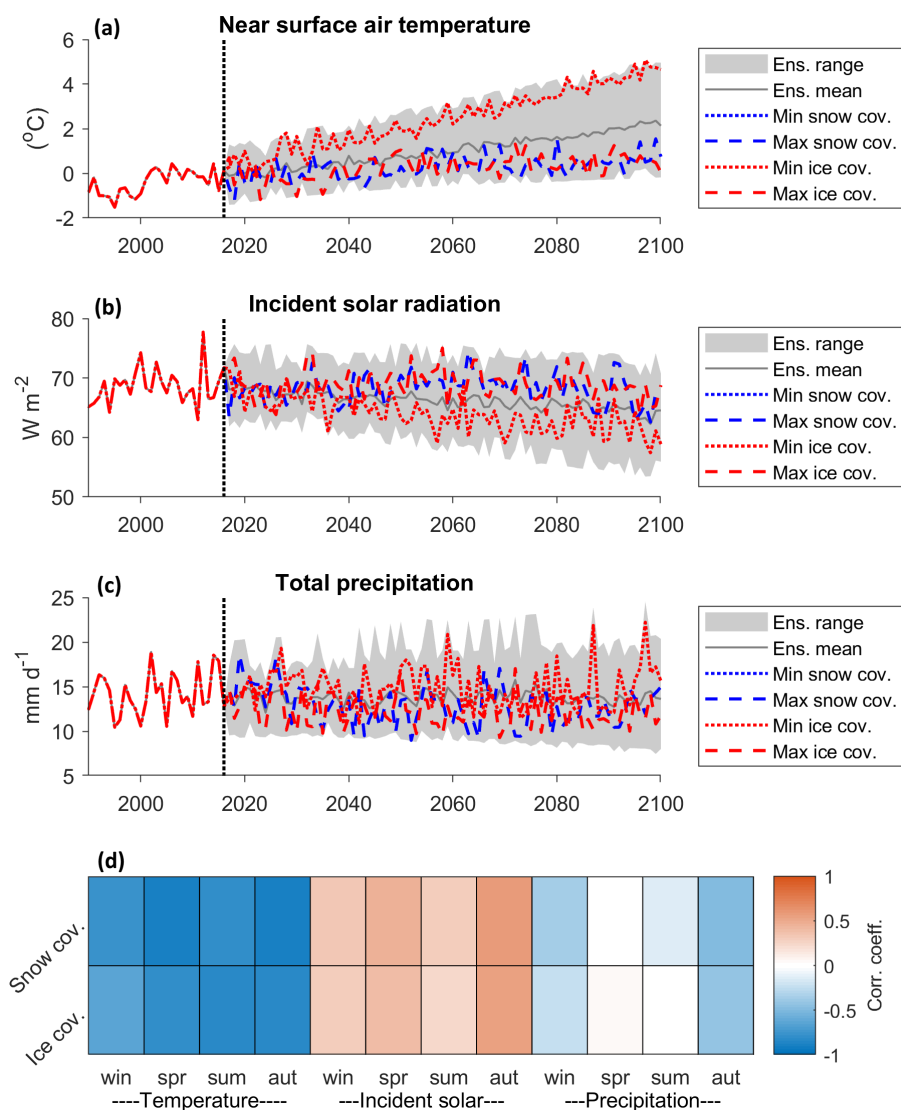 (a) Near surface air temperature
6
4
2
0
-2
(°C)
2000 2020 2040 2060 2080 2100
Ens. range
Ens. mean
Min snow cov.
Max snow cov.
Min ice cov.
Max ice cov.
(b) Incident solar radiation
80
70
60
50
W m-2
2000 2020 2040 2060 2080 2100
Ens. range
Ens. mean
Min snow cov.
Max snow cov.
Min ice cov.
Max ice cov.
(c) Total precipitation
25
20
15
10
5
mm d-1
2000 2020 2040 2060 2080 2100
Ens. range
Ens. mean
Min snow cov.
Max snow cov.
Min ice cov.
Max ice cov.
(d)
Snow cov.
Ice cov.
win spr sum aut win spr sum aut win spr sum aut
----Temperature---- ---Incident solar--- ---Precipitation---
1
0.5
0
-0.5
-1
Corr. coeff.